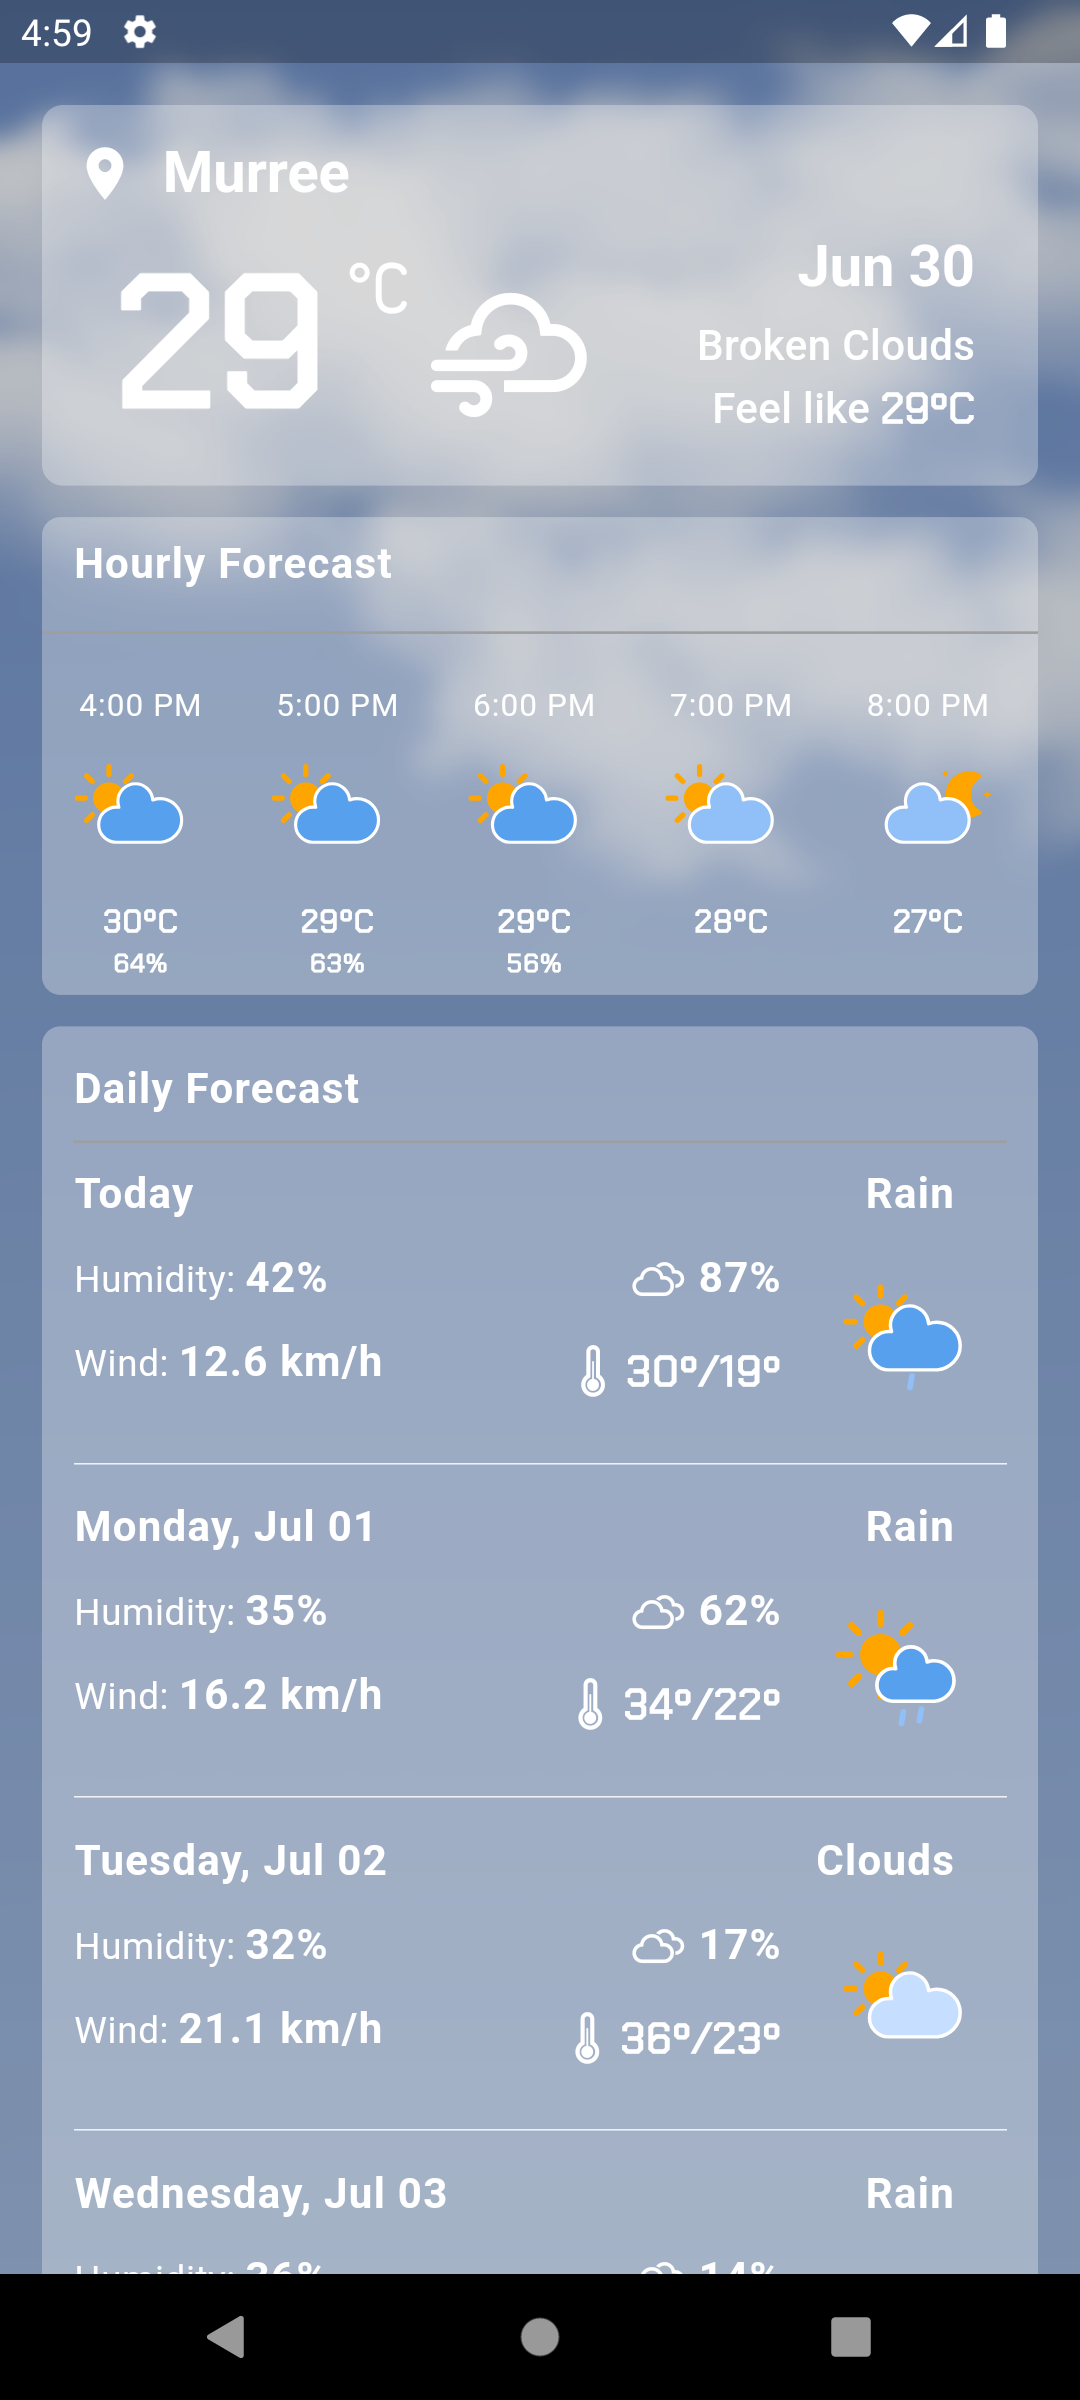 4:59
Murree
29 °C
Jun 30
Broken Clouds
Feel like 29°C
Hourly Forecast
4:00 PM 5:00 PM 6:00 PM 7:00 PM 8:00 PM
30°C 29°C 29°C 28°C 27°C
64% 63% 56%
Daily Forecast
Today Rain
Humidity: 42% 87%
Wind: 12.6 km/h 30°/19°
Monday, Jul 01 Rain
Humidity: 35% 62%
Wind: 16.2 km/h 34°/22°
Tuesday, Jul 02 Clouds
Humidity: 32% 17%
Wind: 21.1 km/h 36°/23°
Wednesday, Jul 03 Rain
Humidity: 36% 14%